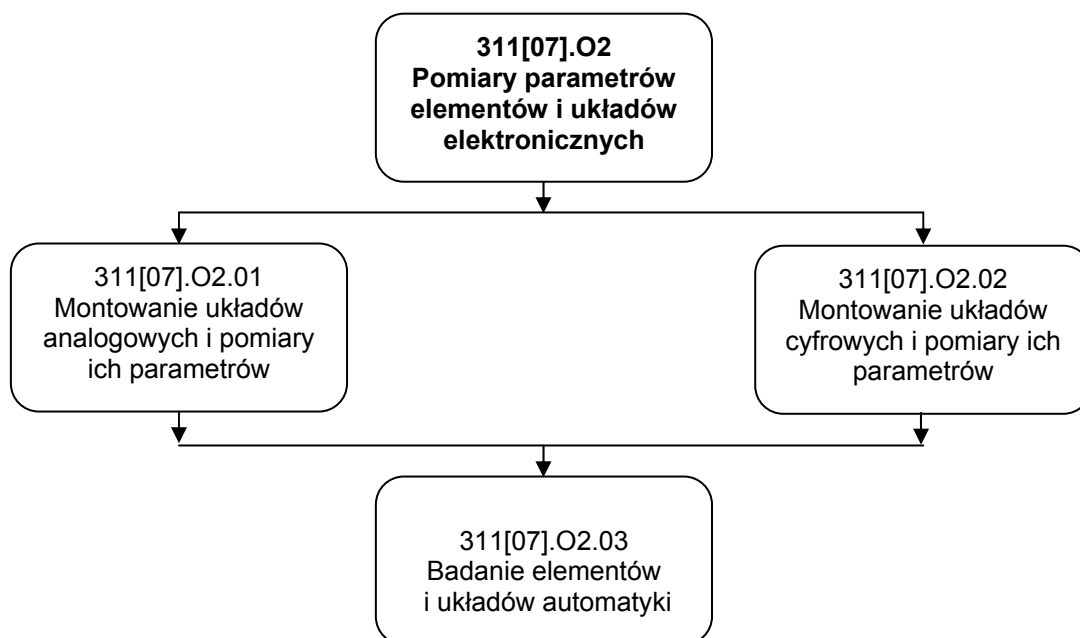 311[07].O2
Pomiary parametrów
elementów i układów
elektronicznych
311[07].O2.01
Montowanie układów
analogowych i pomiary
ich parametrów
311[07].O2.02
Montowanie układów
cyfrowych i pomiary ich
parametrów
311[07].O2.03
Badanie elementów
i układów automatyki